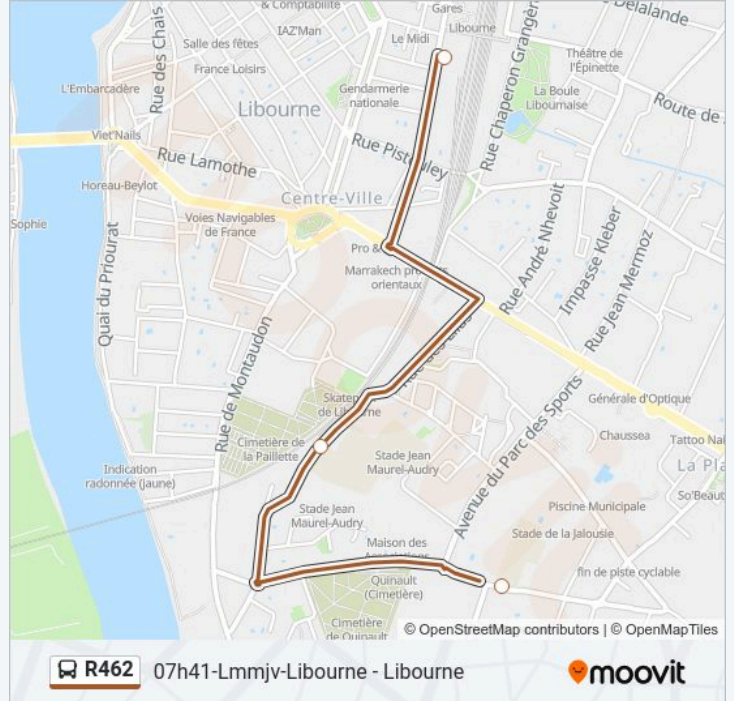 & Comptabilité
Gares
Libourne
Delalande
IAZ'Man
Le Midi
Salle des fêtes
France Loisirs
Rue des Chais
Rue Chaperon Grangère
Théâtre de
l'Épinette
L'Embarcadère
Gendarmerie
nationale
La Boule
Libournaise
Libourne
Route de
Viet'Nails
Rue Lamothe
Rue Pistouley
Horeau-Beylot
Centre-Ville
Voies Navigables
de France
Sophie
Pro &
Marrakech
orientaux
Rue André Nhevoit
Impasse Kleber
Rue Jean Mermoz
Quai du Priourat
Rue de Montaudon
Skatep
de Libourne
Générale d'Optique
Cimetière de
la Paillette
Stade Jean
Maurel-Audry
Chaussea
Tattoo Nai
La Pla
Avenue du Parc des Sports
Indication
radonnée (jaune)
Piscine Municipale
So'Beaut
Stade Jean
Maurel-Audry
Stade de la Jalousie
Maison des
Associations
fin de piste cyclable
Quinault
(Cimetière)
Cimetière
de Quinault
© OpenStreetMap contributors | © OpenMapTiles
R462 07h41-Lmmjv-Libourne - Libourne
moovit